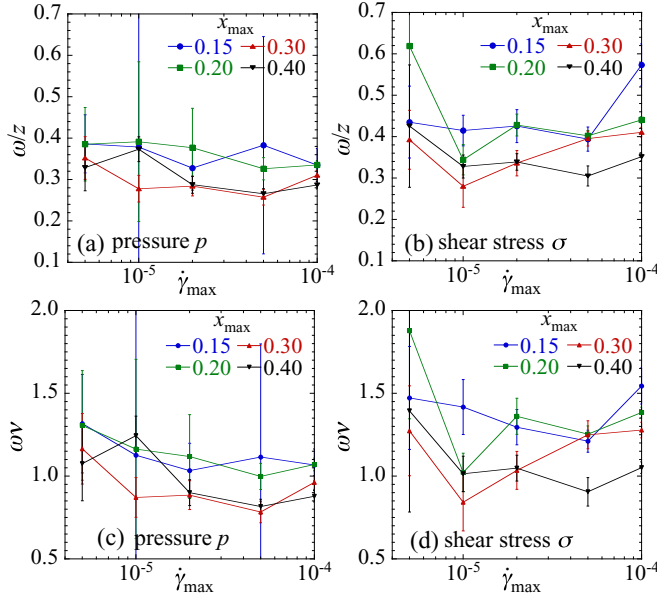 x_max
0.15 0.30
0.20 0.40
0.7
0.6
0.5
0.4
0.3
0.2
0.1
ω/z
(a) pressure p
10^-5 10^-4
γ̇_max
x_max
0.15 0.30
0.20 0.40
0.7
0.6
0.5
0.4
0.3
0.2
0.1
ω/z
(b) shear stress σ
10^-5 10^-4
γ̇_max
x_max
0.15 0.30
0.20 0.40
2.0
1.5
1.0
0.5
ων
(c) pressure p
10^-5 10^-4
γ̇_max
x_max
0.15 0.30
0.20 0.40
2.0
1.5
1.0
0.5
ων
(d) shear stress σ
10^-5 10^-4
γ̇_max